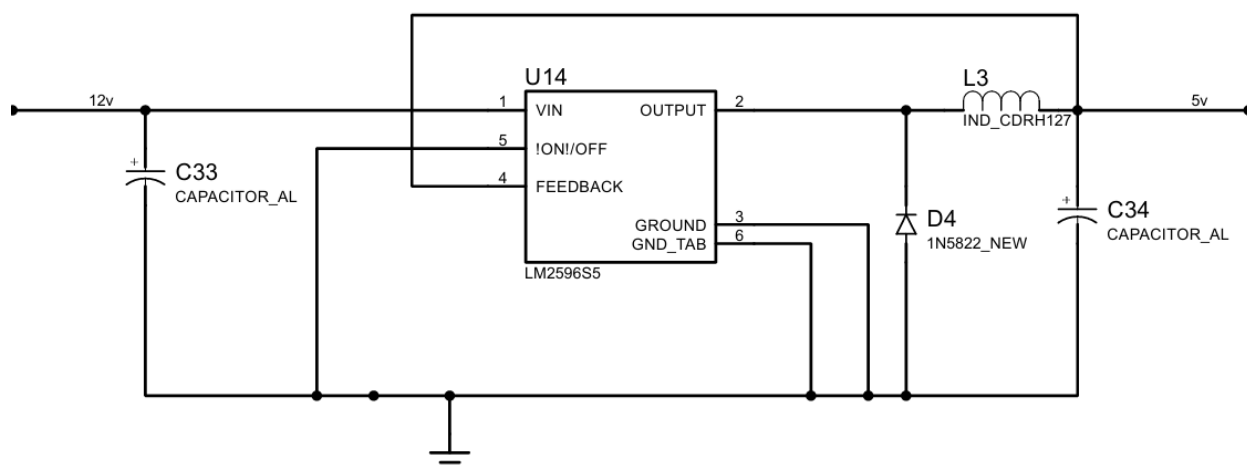 U14
L3
12v
1
VIN
OUTPUT
2
5v
IND_CDRH127
5
!ON!/OFF
+
C33
CAPACITOR_AL
4
FEEDBACK
+
C34
CAPACITOR_AL
GROUND
3
D4
1N5822_NEW
GND_TAB
6
LM2596S5